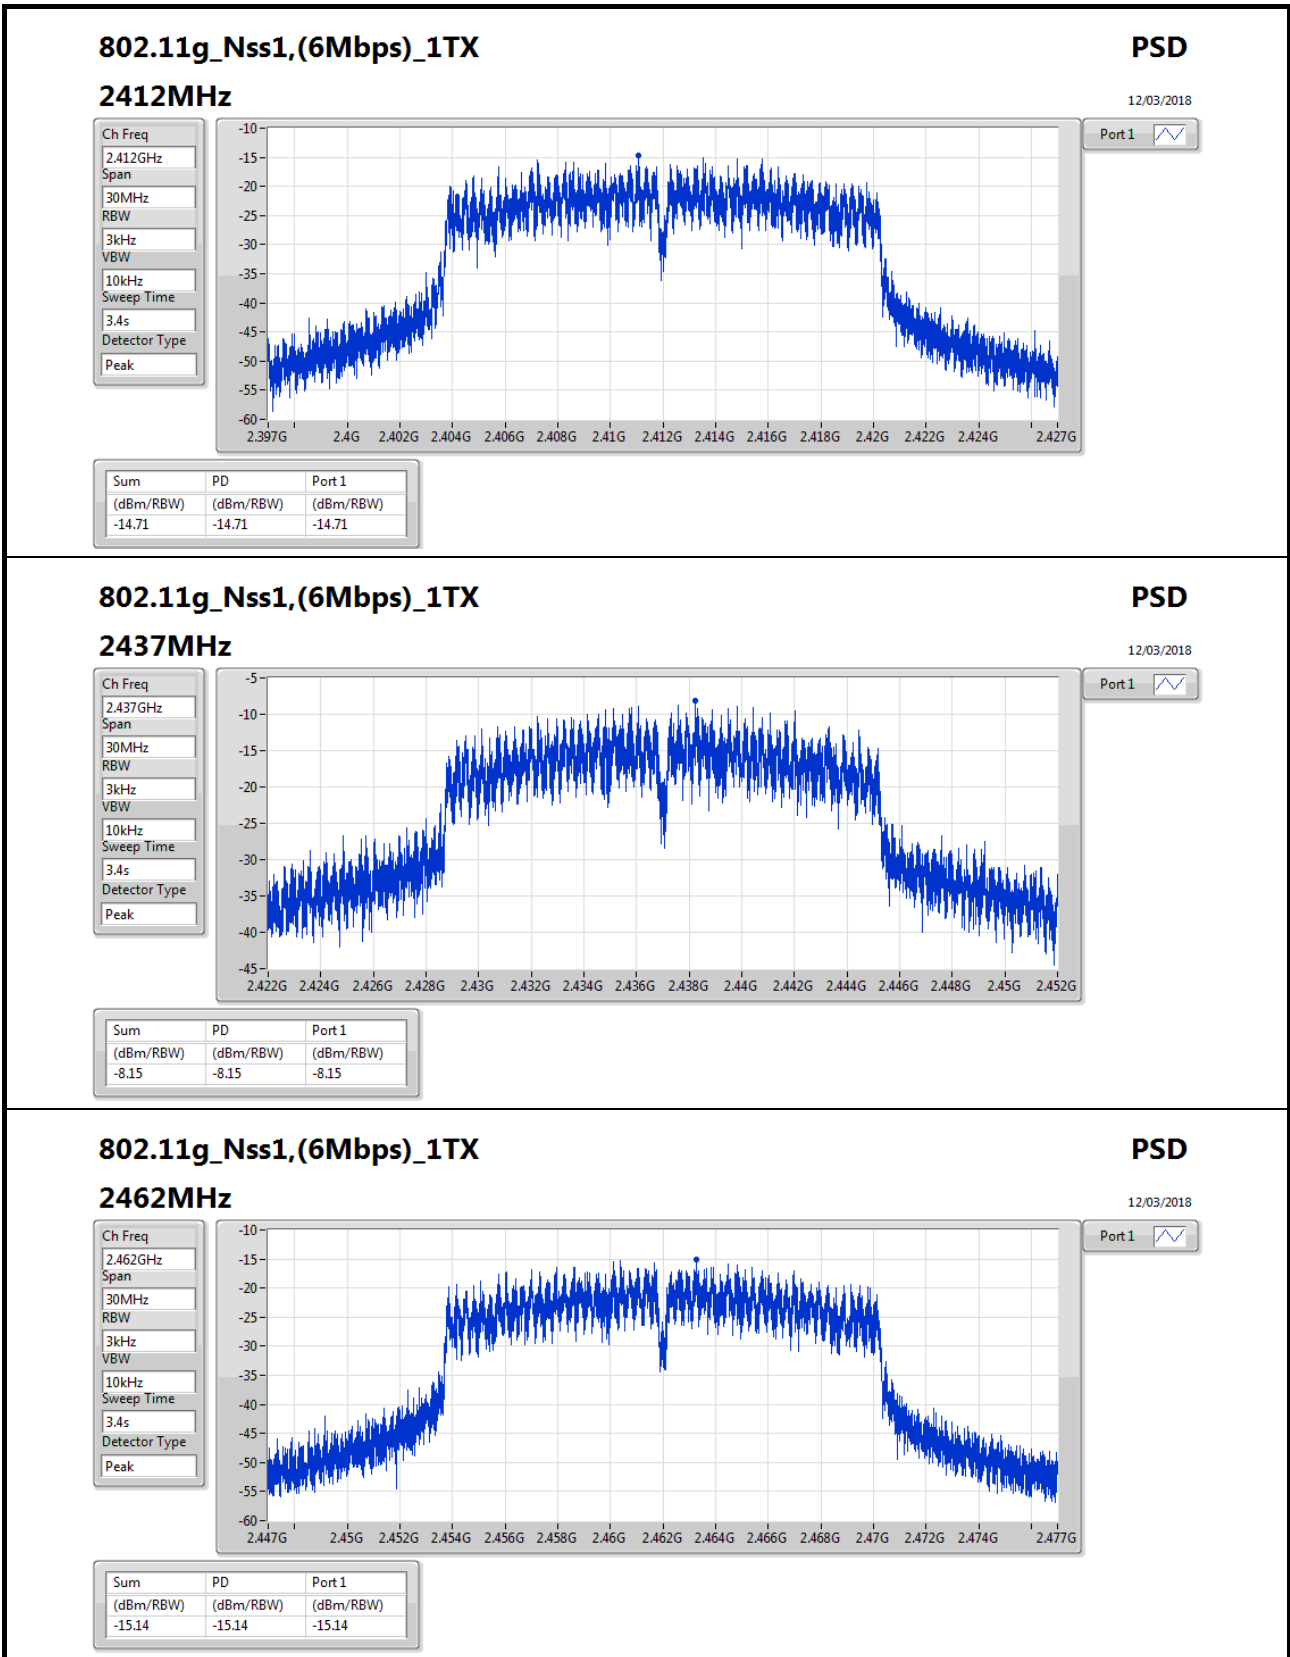 802.11g_Nss1,(6Mbps)_1TX PSD
2412MHz 12/03/2018
Ch Freq
2.412GHz
Span
30MHz
RBW
3kHz
VBW
10kHz
Sweep Time
3.4s
Detector Type
Peak
-10
-15
-20
-25
-30
-35
-40
-45
-50
-55
-60
2.397G 2.4G 2.402G 2.404G 2.406G 2.408G 2.41G 2.412G 2.414G 2.416G 2.418G 2.42G 2.422G 2.424G 2.427G
Port 1
Sum PD Port 1
(dBm/RBW) (dBm/RBW) (dBm/RBW)
-14.71 -14.71 -14.71
802.11g_Nss1,(6Mbps)_1TX PSD
2437MHz 12/03/2018
Ch Freq
2.437GHz
Span
30MHz
RBW
3kHz
VBW
10kHz
Sweep Time
3.4s
Detector Type
Peak
-5
-10
-15
-20
-25
-30
-35
-40
-45
2.422G 2.424G 2.426G 2.428G 2.43G 2.432G 2.434G 2.436G 2.438G 2.44G 2.442G 2.444G 2.446G 2.448G 2.45G 2.452G
Port 1
Sum PD Port 1
(dBm/RBW) (dBm/RBW) (dBm/RBW)
-8.15 -8.15 -8.15
802.11g_Nss1,(6Mbps)_1TX PSD
2462MHz 12/03/2018
Ch Freq
2.462GHz
Span
30MHz
RBW
3kHz
VBW
10kHz
Sweep Time
3.4s
Detector Type
Peak
-10
-15
-20
-25
-30
-35
-40
-45
-50
-55
-60
2.447G 2.45G 2.452G 2.454G 2.456G 2.458G 2.46G 2.462G 2.464G 2.466G 2.468G 2.47G 2.472G 2.474G 2.477G
Port 1
Sum PD Port 1
(dBm/RBW) (dBm/RBW) (dBm/RBW)
-15.14 -15.14 -15.14